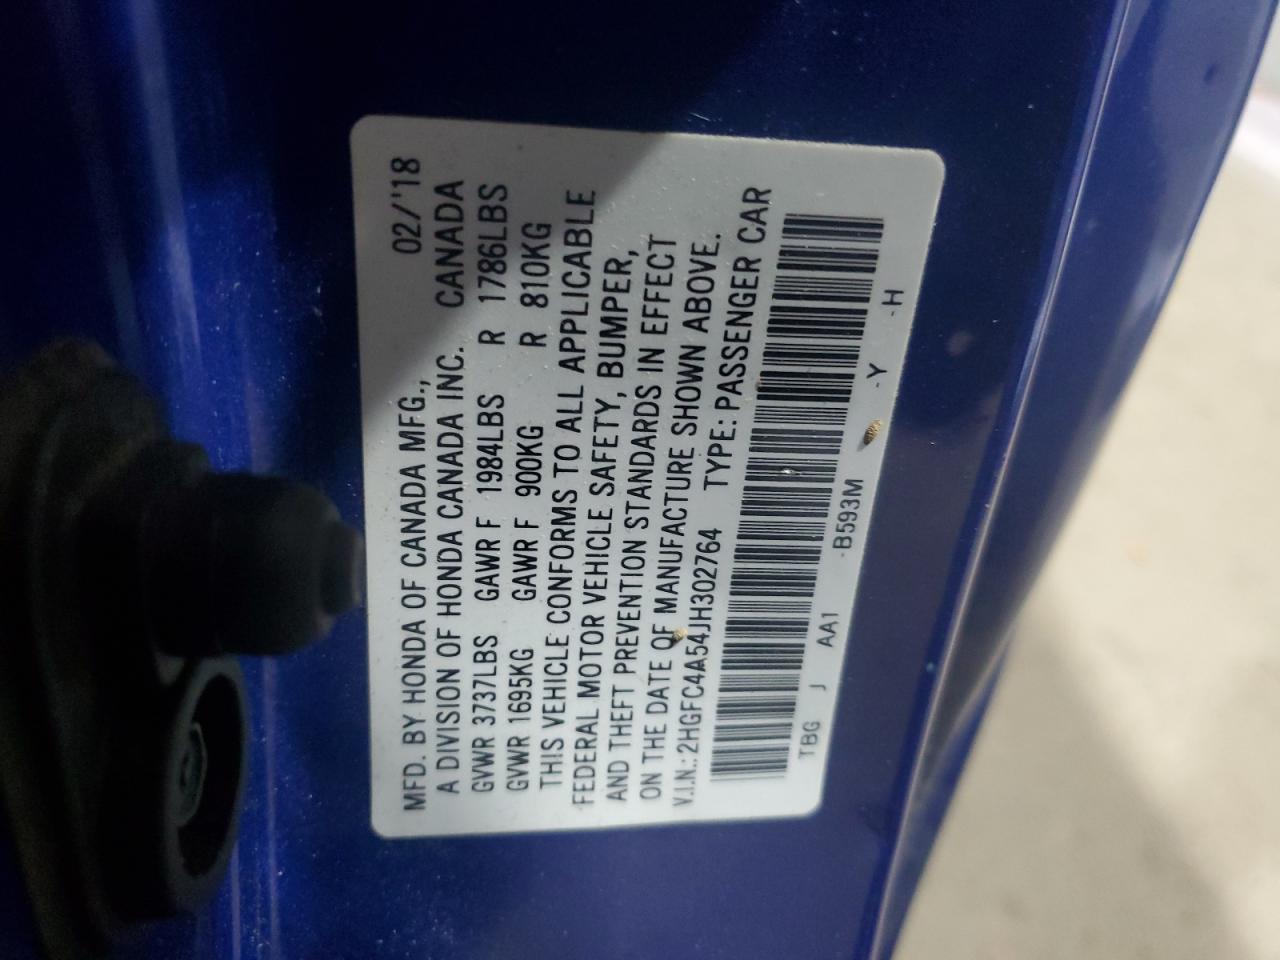 MFD. BY HONDA OF CANADA MFG., 02/'18
A DIVISION OF HONDA CANADA INC. CANADA
GVWR 3737LBS GAWR F 1984LBS R 1786LBS
GVWR 1695KG GAWR F 900KG R 810KG
THIS VEHICLE CONFORMS TO ALL APPLICABLE
FEDERAL MOTOR VEHICLE SAFETY, BUMPER,
AND THEFT PREVENTION STANDARDS IN EFFECT
ON THE DATE OF MANUFACTURE SHOWN ABOVE.
V.I.N.: 2HGFC4A54JH302764 TYPE: PASSENGER CAR
TBG J AA1 -B593M -Y -H